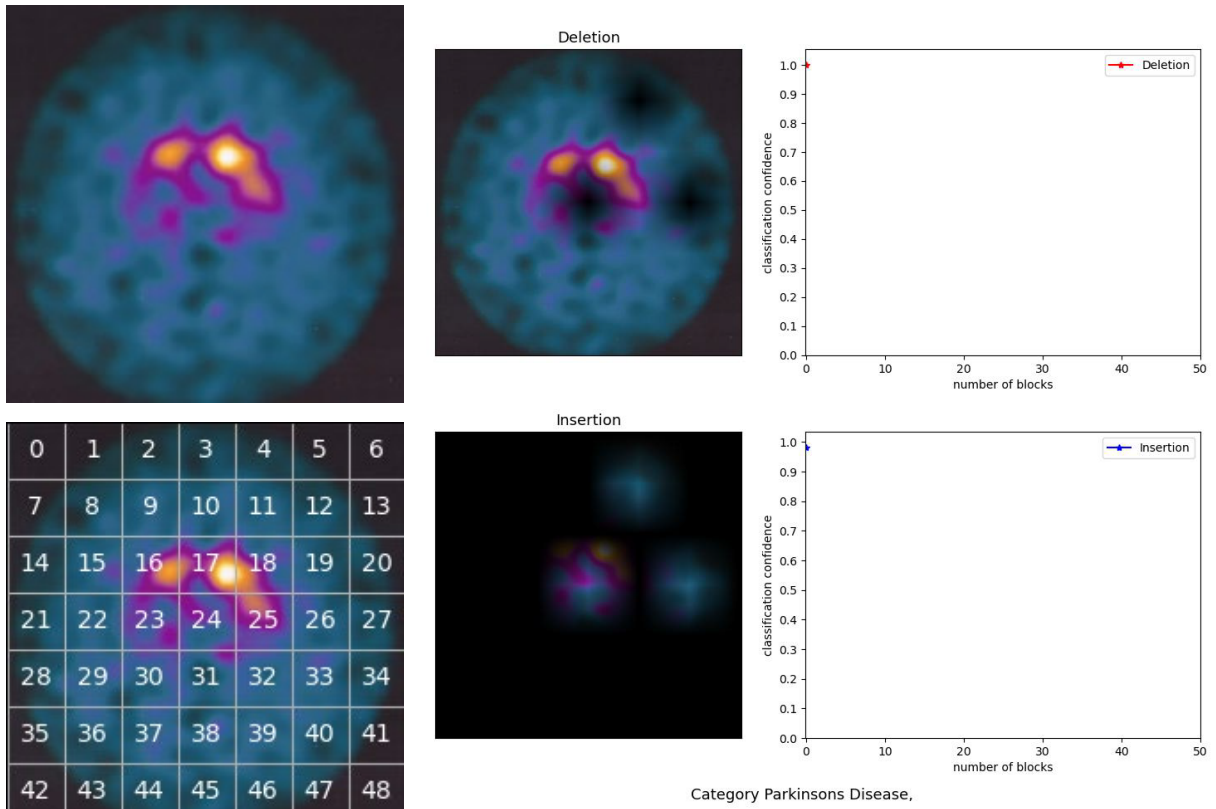 Deletion
1.0
0.9
0.8
0.7
0.6
0.5
0.4
0.3
0.2
0.1
0.0
classification confidence
Deletion
0 10 20 30 40 50
number of blocks
0 1 2 3 4 5 6
7 8 9 10 11 12 13
14 15 16 17 18 19 20
21 22 23 24 25 26 27
28 29 30 31 32 33 34
35 36 37 38 39 40 41
42 43 44 45 46 47 48
Insertion
1.0
0.9
0.8
0.7
0.6
0.5
0.4
0.3
0.2
0.1
0.0
classification confidence
Insertion
0 10 20 30 40 50
number of blocks
Category Parkinsons Disease,